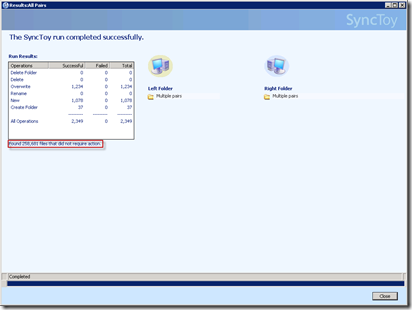 Results:All Pairs
SyncToy
The SyncToy run completed successfully.
Run Results:
Operations Successful Failed Total
Delete Folder 0 0 0
Delete 0 0 0
Overwrite 1,234 0 1,234
Rename 0 0 0
New 1,078 0 1,078
Create Folder 37 0 37
All Operations 2,349 0 2,349
Found 258,681 files that did not require action.
Left Folder
Multiple pairs
Right Folder
Multiple pairs
Completed
Close